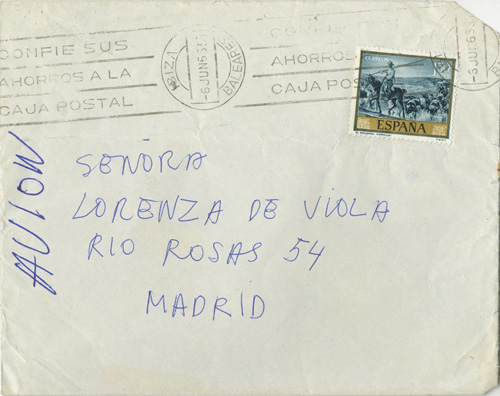 CONFIE SUS
AHORROS A LA
CAJA POSTAL
IBIZA
-6 JUN 63
BALEARES
AHORROS
CAJA POSTAL
CORREOS
ESPAÑA
AVION
SEÑORA
LORENZA DE VIOLA
RIO ROSAS 54
MADRID